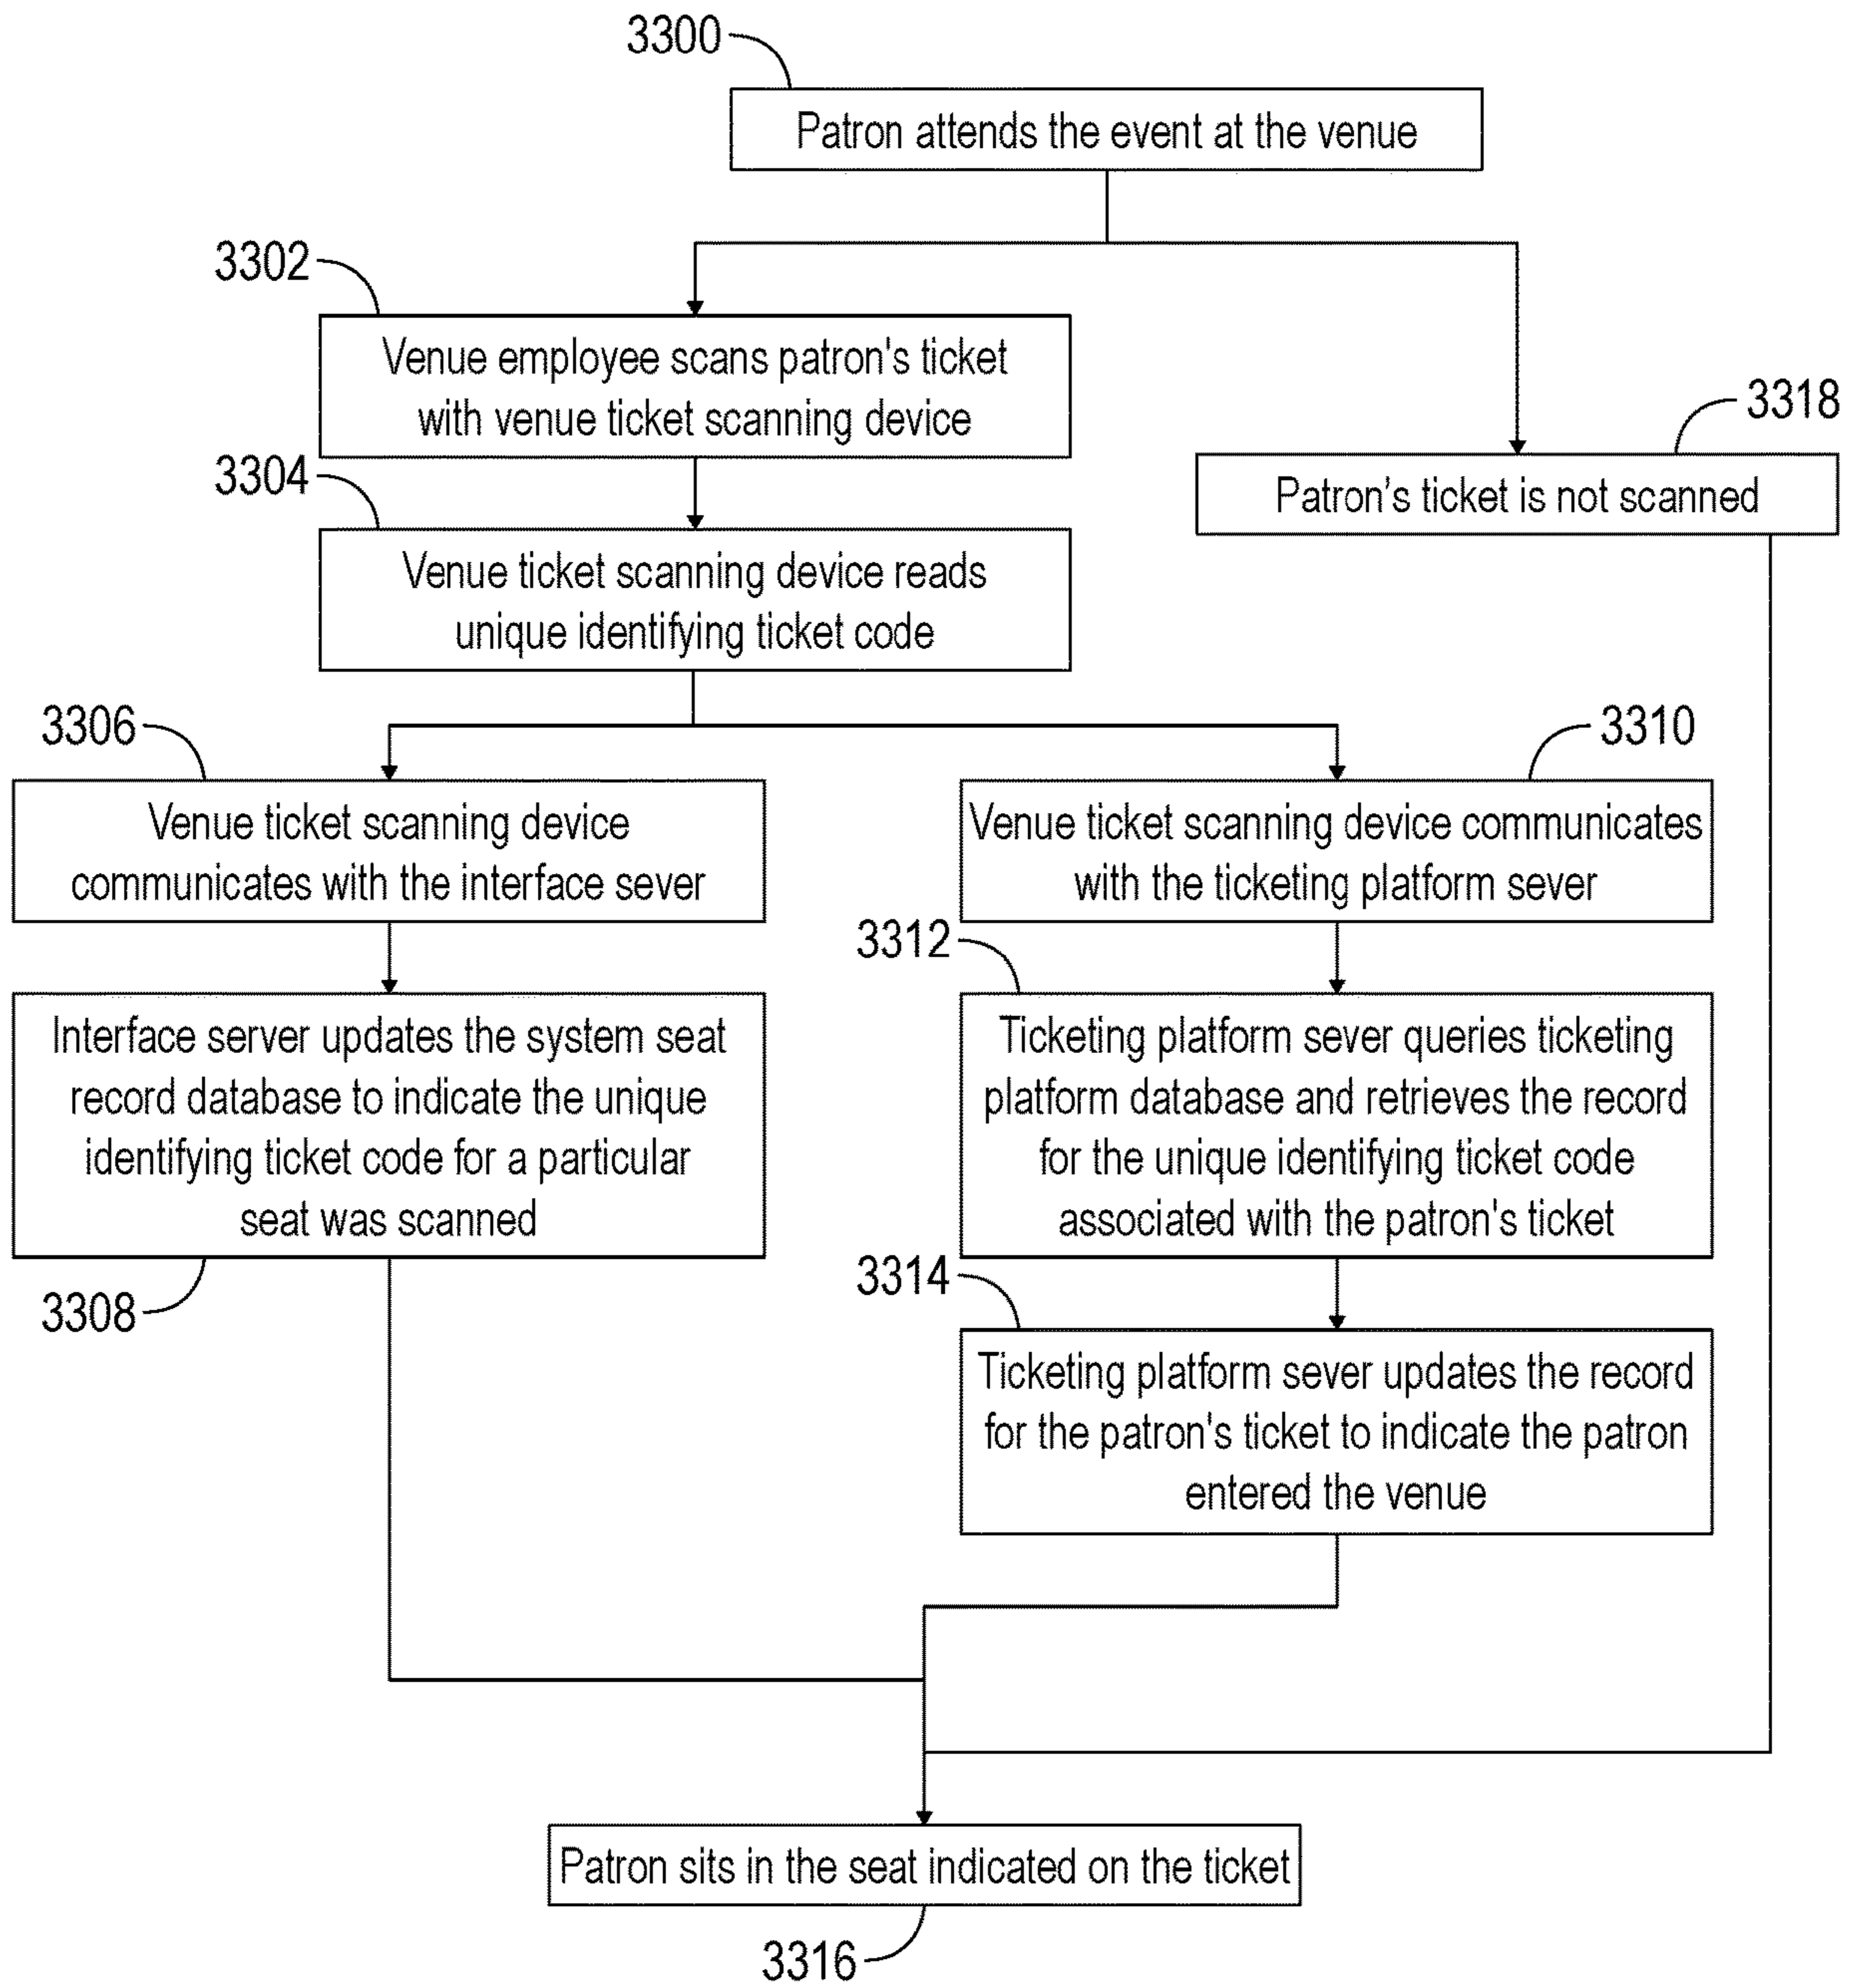 3300
Patron attends the event at the venue
3302
Venue employee scans patron's ticket
with venue ticket scanning device
3318
Patron's ticket is not scanned
3304
Venue ticket scanning device reads
unique identifying ticket code
3306
Venue ticket scanning device
communicates with the interface sever
3310
Venue ticket scanning device communicates
with the ticketing platform sever
3308
Interface server updates the system seat
record database to indicate the unique
identifying ticket code for a particular
seat was scanned
3312
Ticketing platform sever queries ticketing
platform database and retrieves the record
for the unique identifying ticket code
associated with the patron's ticket
3314
Ticketing platform sever updates the record
for the patron's ticket to indicate the patron
entered the venue
Patron sits in the seat indicated on the ticket
3316